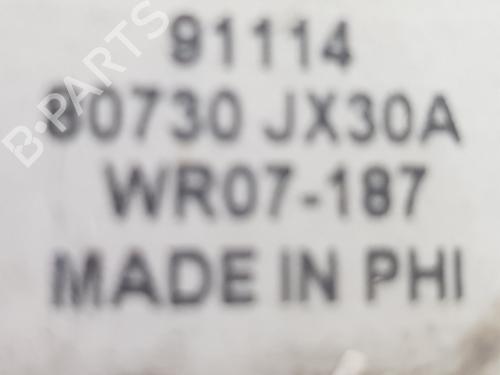 91114
80730 JX30A
WR07-187
MADE IN PHI
B-PARTS